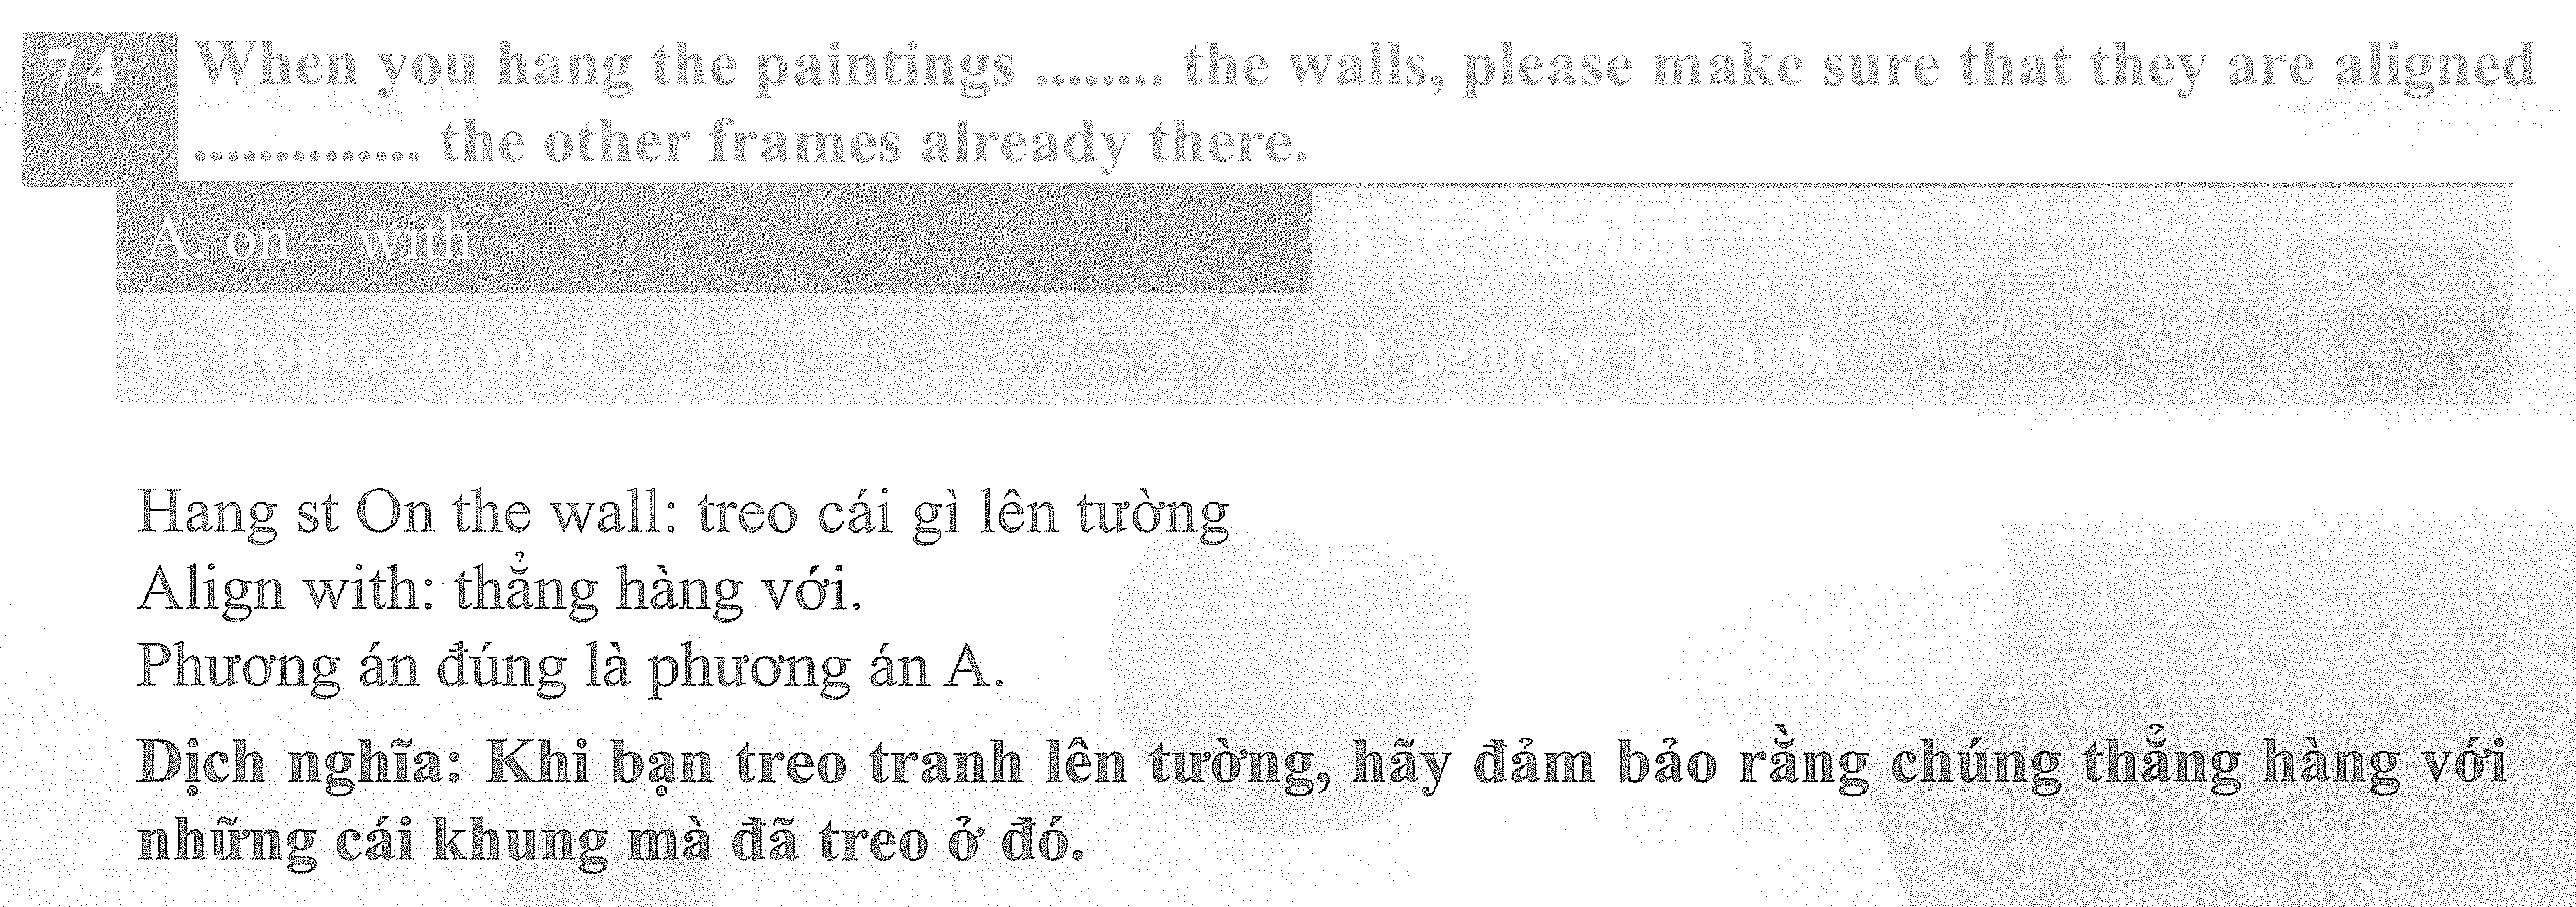 74
When you hang the paintings ........ the walls, please make sure that they are aligned
.............. the other frames already there.
A. on – with
B. to – behind
C. from – around
D. against–towards
Hang st On the wall: treo cái gì lên tường
Align with: thẳng hàng với.
Phương án đúng là phương án A.
Dịch nghĩa: Khi bạn treo tranh lên tường, hãy đảm bảo rằng chúng thẳng hàng với
những cái khung mà đã treo ở đó.